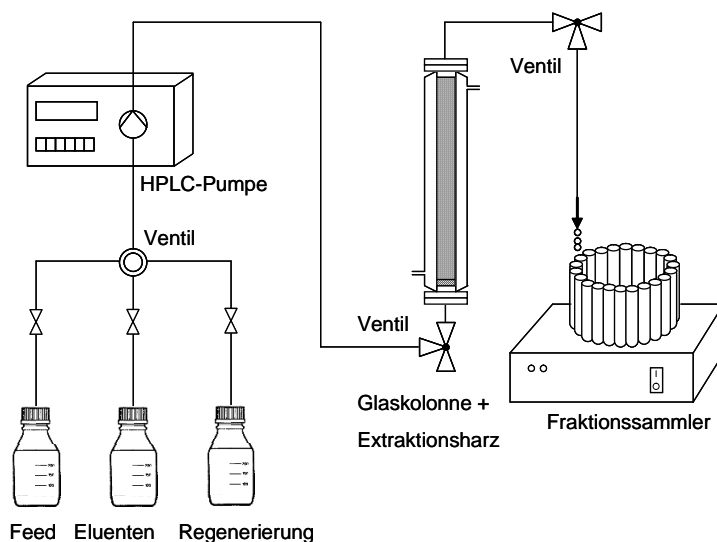 Ventil
HPLC-Pumpe
Ventil
Ventil
Glaskolonne +
Extraktionsharz
Fraktionssammler
Feed
Eluenten
Regenerierung